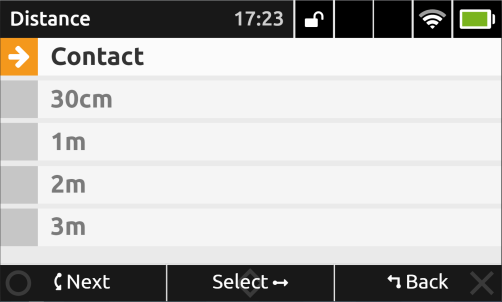 Distance 17:23
Contact
30cm
1m
2m
3m
Next Select Back